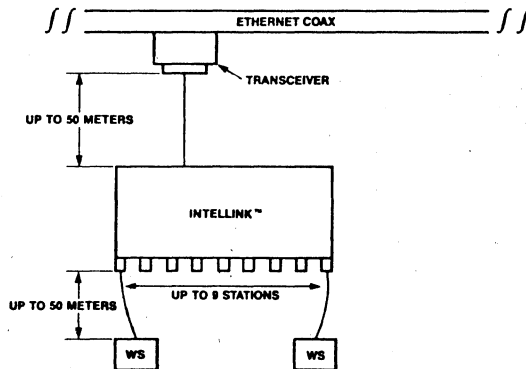 ETHERNET COAX
TRANSCEIVER
UP TO 50 METERS
INTELLINK™
UP TO 9 STATIONS
UP TO 50 METERS
WS
WS